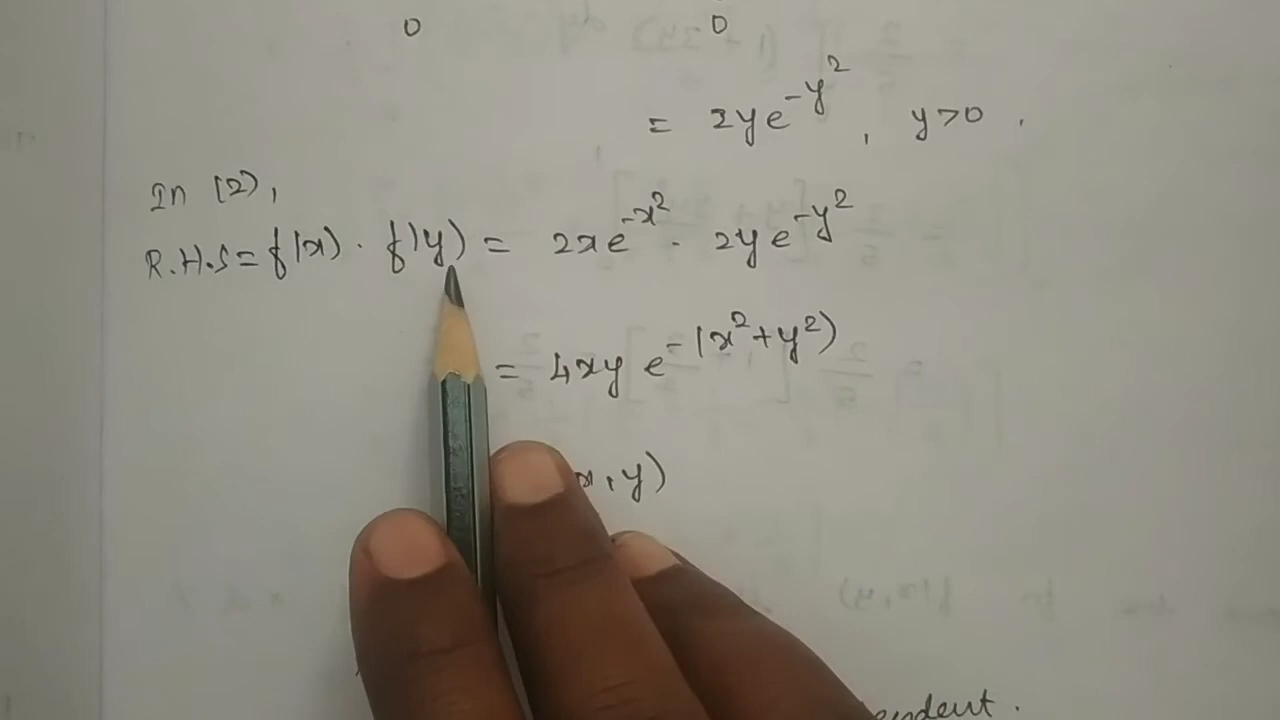 0 0
= 2ye^{-y^2}, y>0.
In (2),
R.H.S = f(x) · f(y) = 2xe^{-x^2} · 2ye^{-y^2}
= 4xy e^{-(x^2+y^2)}
x, y)